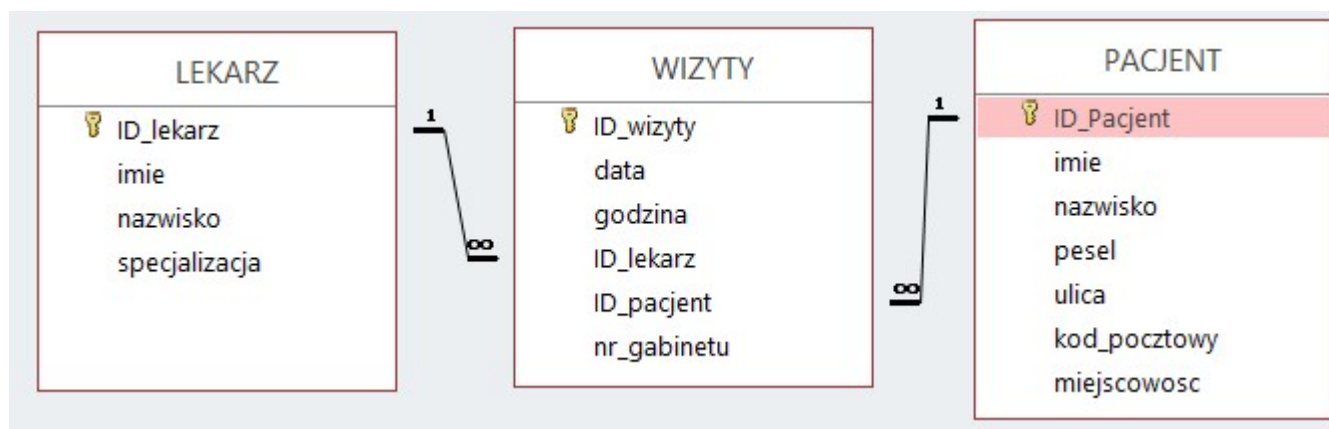 LEKARZ
ID_lekarz
imie
nazwisko
specjalizacja
1
∞
WIZYTY
ID_wizyty
data
godzina
ID_lekarz
ID_pacjent
nr_gabinetu
1
∞
PACJENT
ID_Pacjent
imie
nazwisko
pesel
ulica
kod_pocztowy
miejscowosc